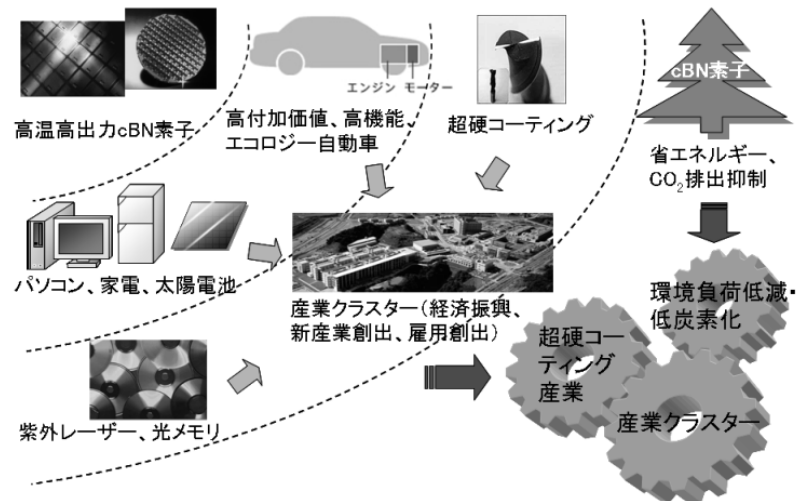 エンジン モーター
高温高出力cBN素子
高付加価値、高機能、
エコロジー自動車
超硬コーティング
cBN素子
省エネルギー、
CO₂排出抑制
パソコン、家電、太陽電池
産業クラスター(経済振興、
新産業創出、雇用創出)
紫外レーザー、光メモリ
環境負荷低減・
低炭素化
超硬コー
ティング
産業
産業クラスター